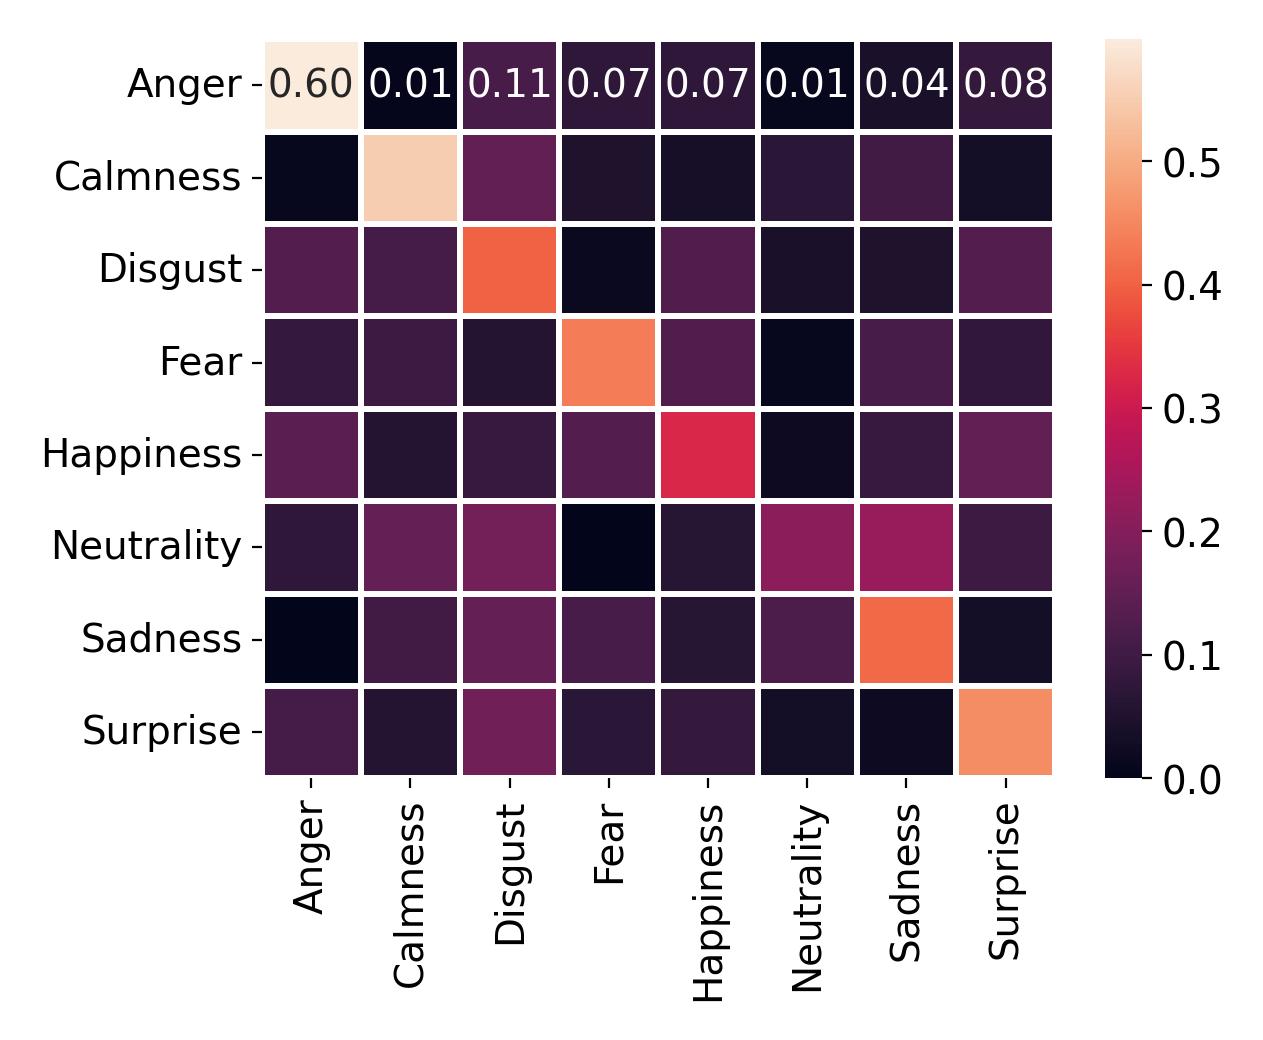 Anger 0.60 0.01 0.11 0.07 0.07 0.01 0.04 0.08
Calmness
Disgust
Fear
Happiness
Neutrality
Sadness
Surprise
Anger Calmness Disgust Fear Happiness Neutrality Sadness Surprise
0.5
0.4
0.3
0.2
0.1
0.0